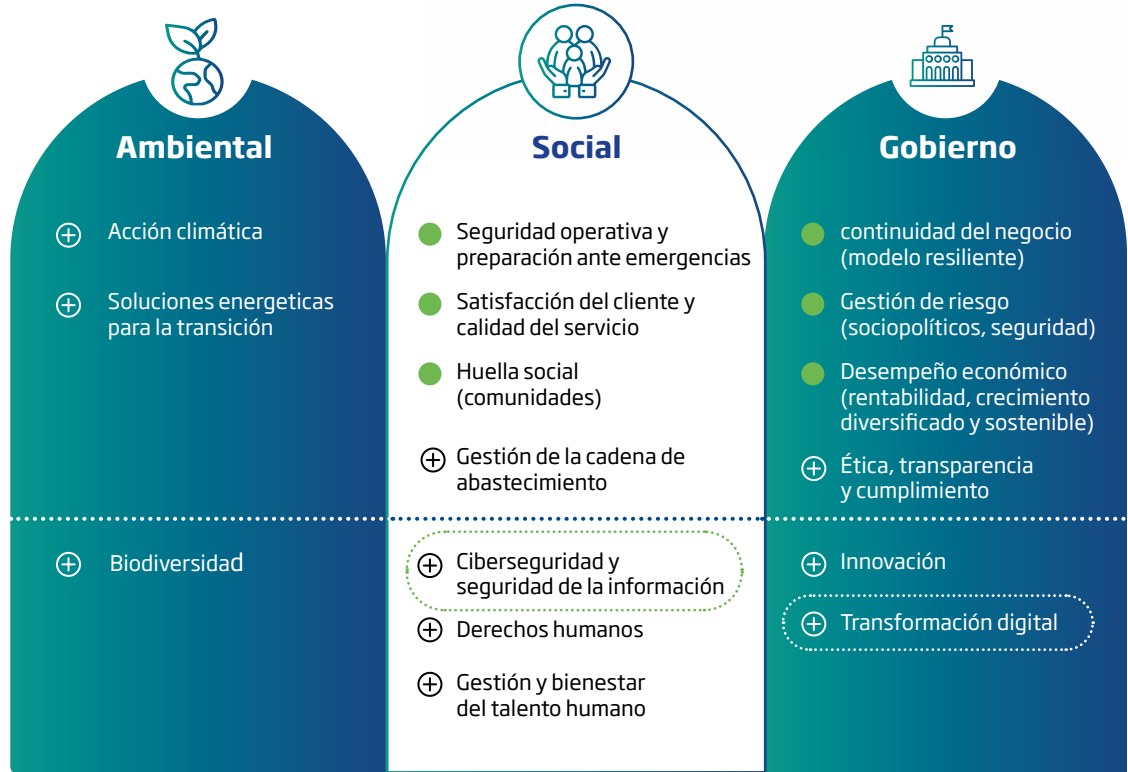 Ambiental
Acción climática
Soluciones energeticas
para la transición
Biodiversidad
Social
Seguridad operativa y
preparación ante emergencias
Satisfacción del cliente y
calidad del servicio
Huella social
(comunidades)
Gestión de la cadena de
abastecimiento
Ciberseguridad y
seguridad de la información
Derechos humanos
Gestión y bienestar
del talento humano
Gobierno
continuidad del negocio
(modelo resiliente)
Gestión de riesgo
(sociopolíticos, seguridad)
Desempeño económico
(rentabilidad, crecimiento
diversificado y sostenible)
Ética, transparencia
y cumplimiento
Innovación
Transformación digital